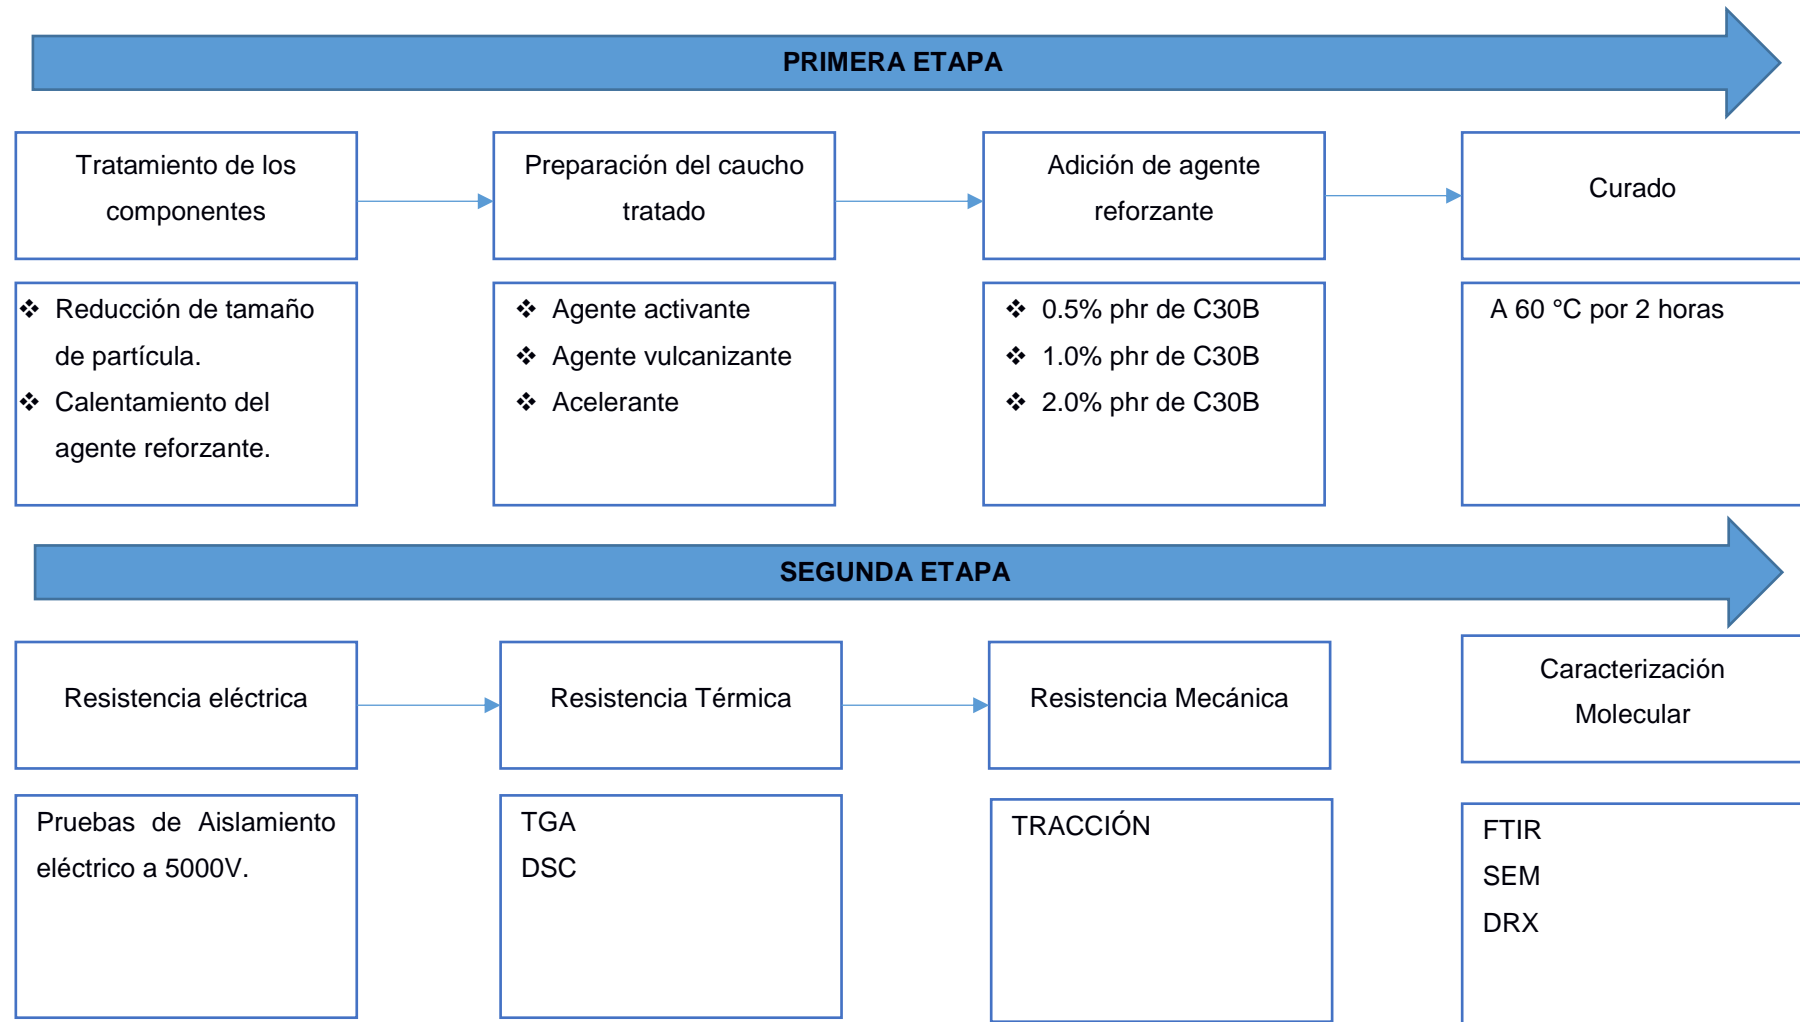 PRIMERA ETAPA
Tratamiento de los
componentes
Preparación del caucho
tratado
Adición de agente
reforzante
Curado
❖ Reducción de tamaño
de partícula.
❖ Calentamiento del
agente reforzante.
❖ Agente activante
❖ Agente vulcanizante
❖ Acelerante
❖ 0.5% phr de C30B
❖ 1.0% phr de C30B
❖ 2.0% phr de C30B
A 60 °C por 2 horas
SEGUNDA ETAPA
Resistencia eléctrica
Resistencia Térmica
Resistencia Mecánica
Caracterización
Molecular
Pruebas de Aislamiento
eléctrico a 5000V.
TGA
DSC
TRACCIÓN
FTIR
SEM
DRX